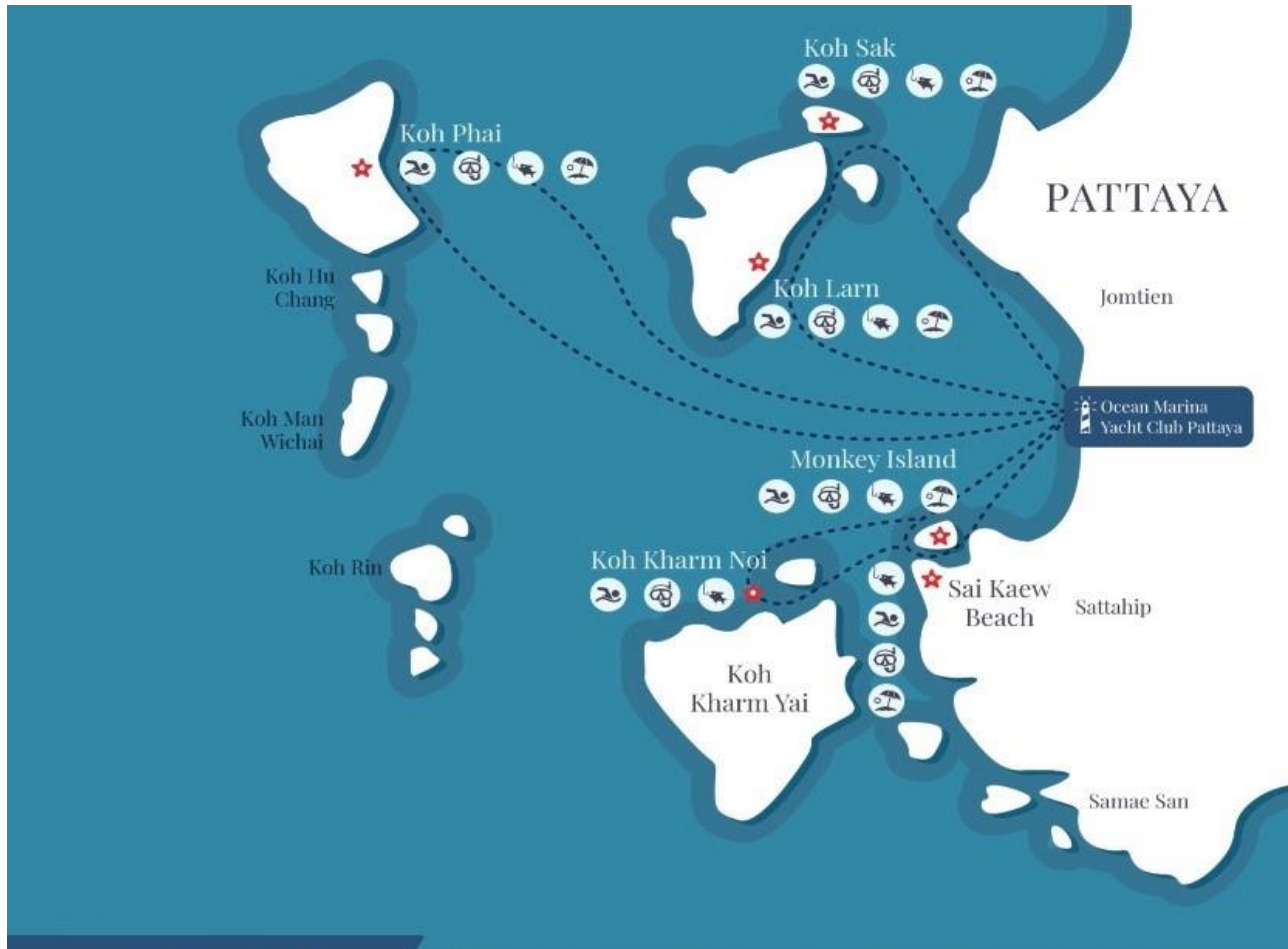 Koh Sak
Koh Phai
PATTAYA
Koh Hu
Chang
Koh Larn
Jomtien
Koh Man
Wichai
Ocean Marina
Yacht Club Pattaya
Monkey Island
Koh Kharm Noi
Koh Rin
Sai Kaew
Beach
Sattahip
Koh
Kharm Yai
Samae San